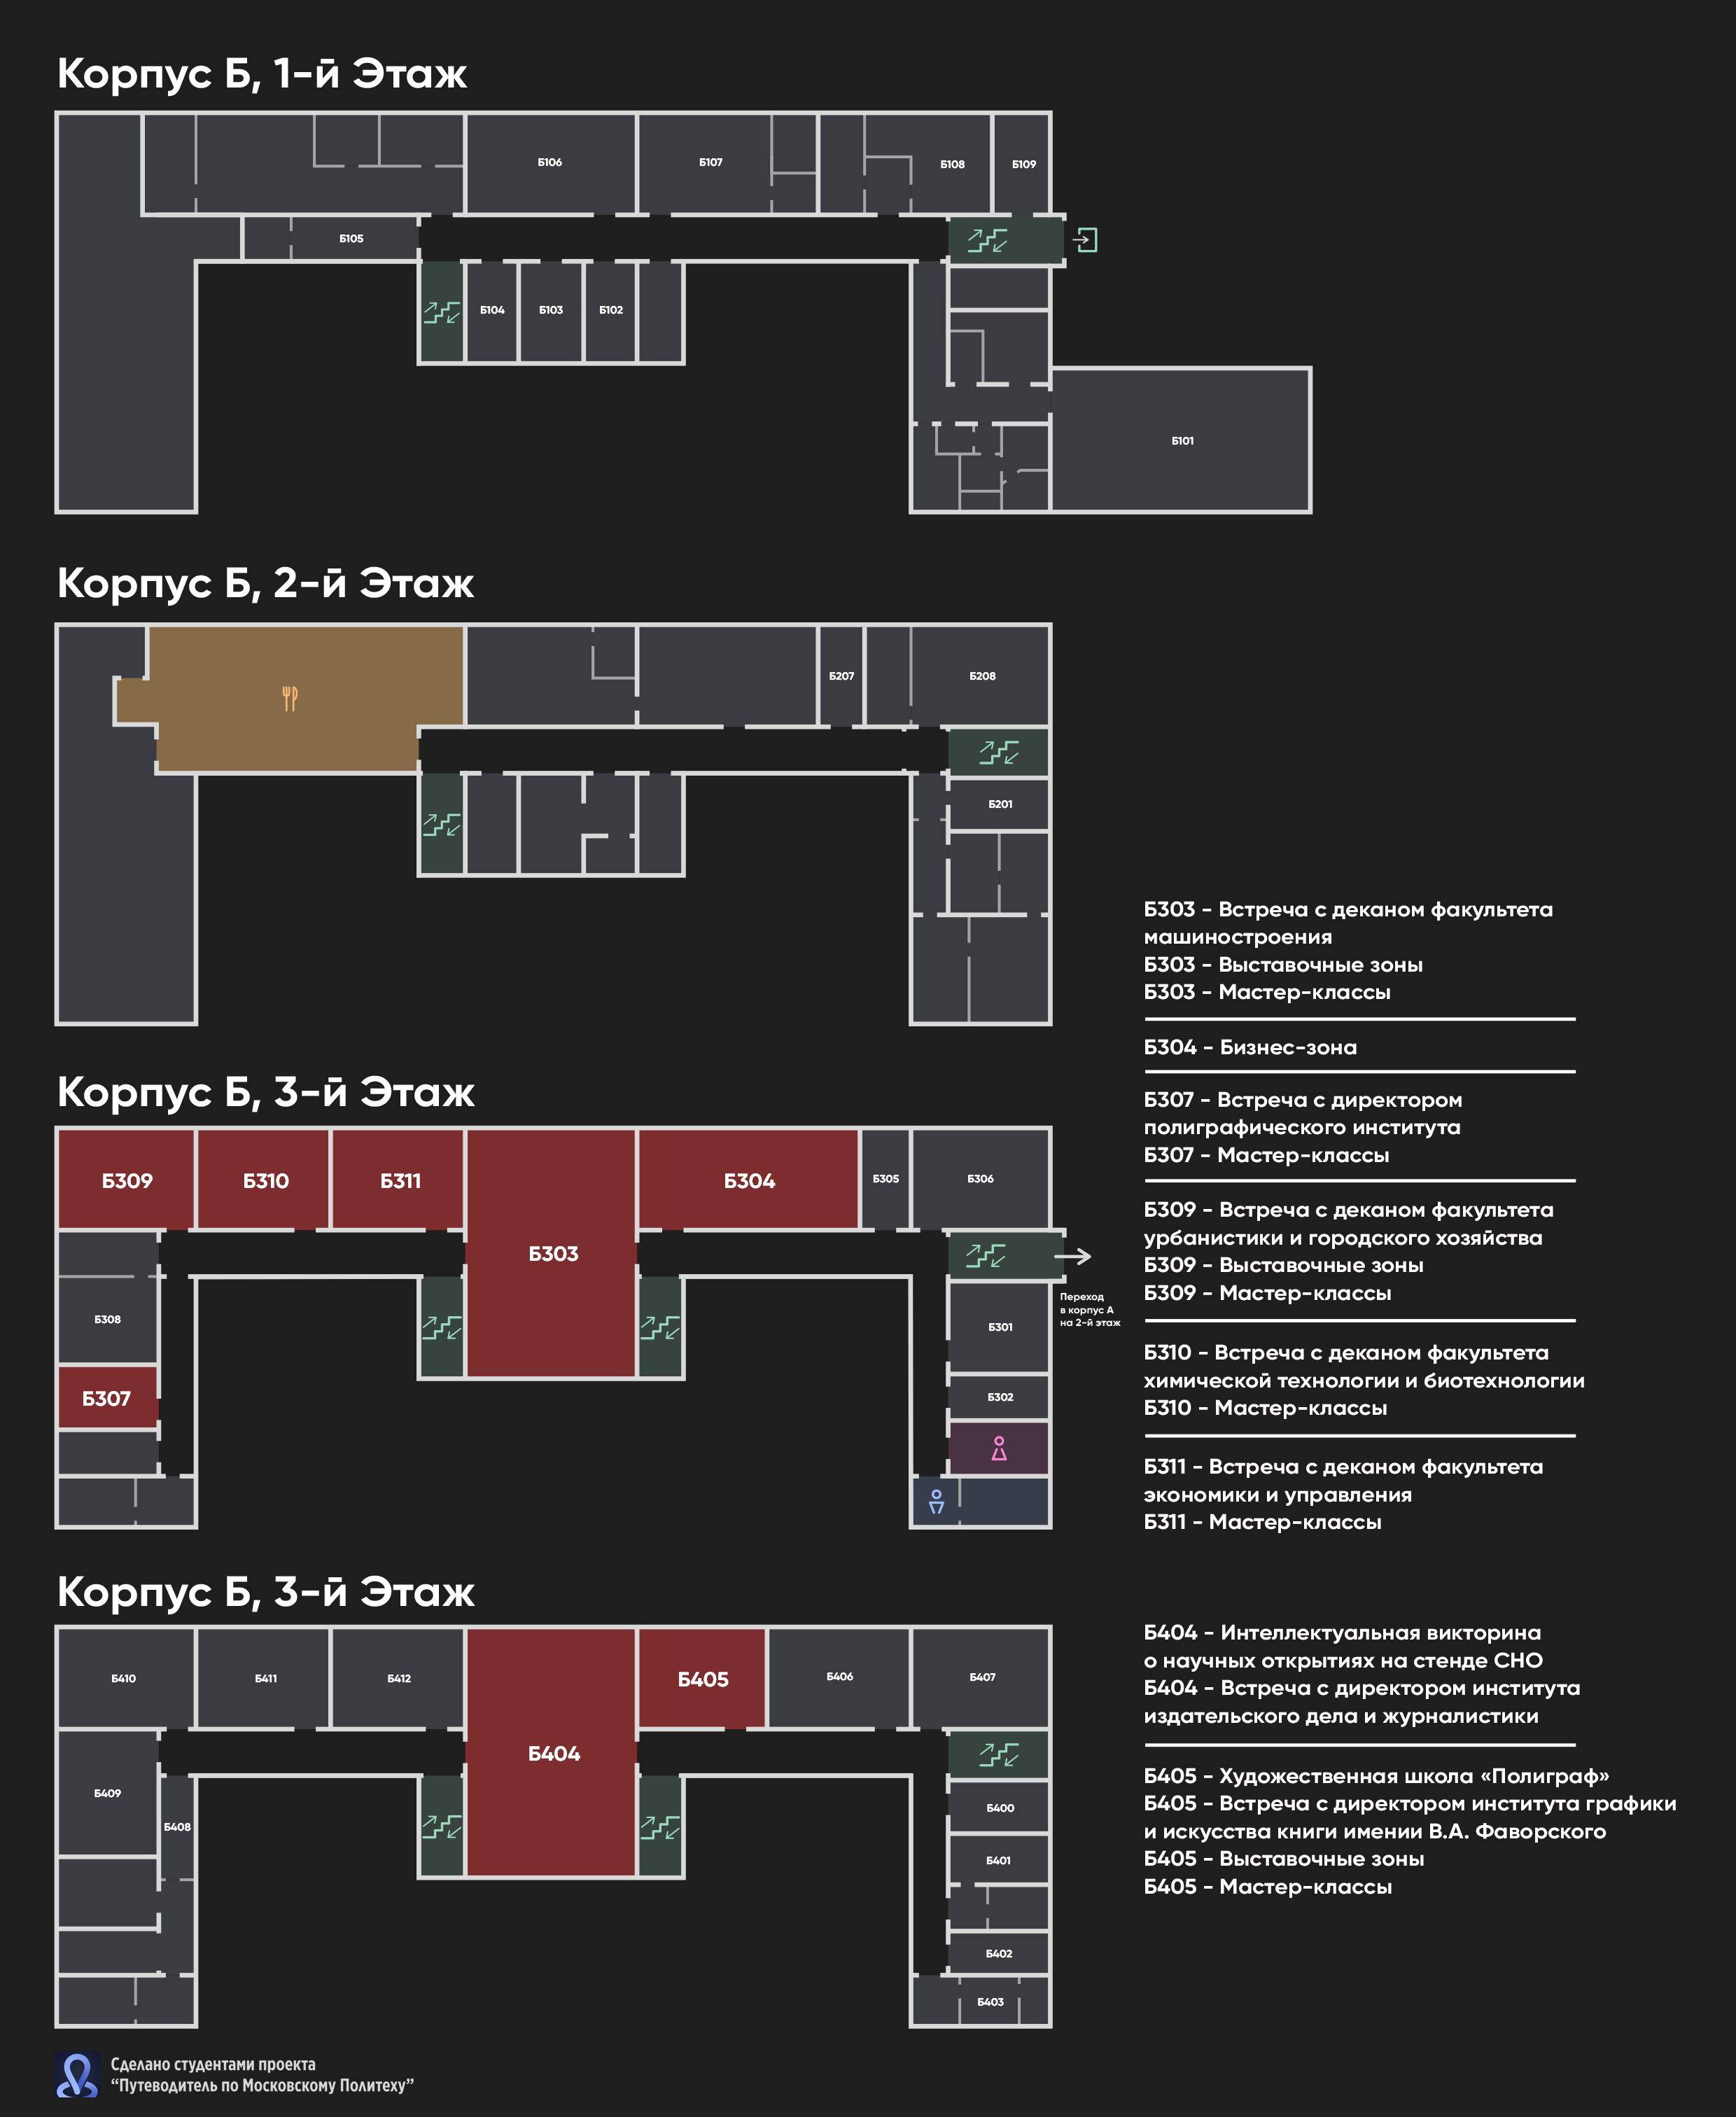 Корпус Б, 1-й Этаж
Б106
Б107
Б108
Б109
Б105
Б104
Б103
Б102
Б101
Корпус Б, 2-й Этаж
Б207
Б208
Б201
Б303 - Встреча с деканом факультета
машиностроения
Б303 - Выставочные зоны
Б303 - Мастер-классы
Б304 - Бизнес-зона
Б307 - Встреча с директором
полиграфического института
Б307 - Мастер-классы
Б309 - Встреча с деканом факультета
урбанистики и городского хозяйства
Б309 - Выставочные зоны
Б309 - Мастер-классы
Б310 - Встреча с деканом факультета
химической технологии и биотехнологии
Б310 - Мастер-классы
Б311 - Встреча с деканом факультета
экономики и управления
Б311 - Мастер-классы
Корпус Б, 3-й Этаж
Б309
Б310
Б311
Б304
Б305
Б306
Б303
Переход
в корпус А
на 2-й этаж
Б308
Б301
Б307
Б302
Корпус Б, 3-й Этаж
Б410
Б411
Б412
Б405
Б406
Б407
Б404
Б409
Б408
Б400
Б401
Б402
Б403
Б404 - Интеллектуальная викторина
о научных открытиях на стенде СНО
Б404 - Встреча с директором института
издательского дела и журналистики
Б405 - Художественная школа «Полиграф»
Б405 - Встреча с директором института графики
и искусства книги имении В.А. Фаворского
Б405 - Выставочные зоны
Б405 - Мастер-классы
Сделано студентами проекта
“Путеводитель по Московскому Политеху”